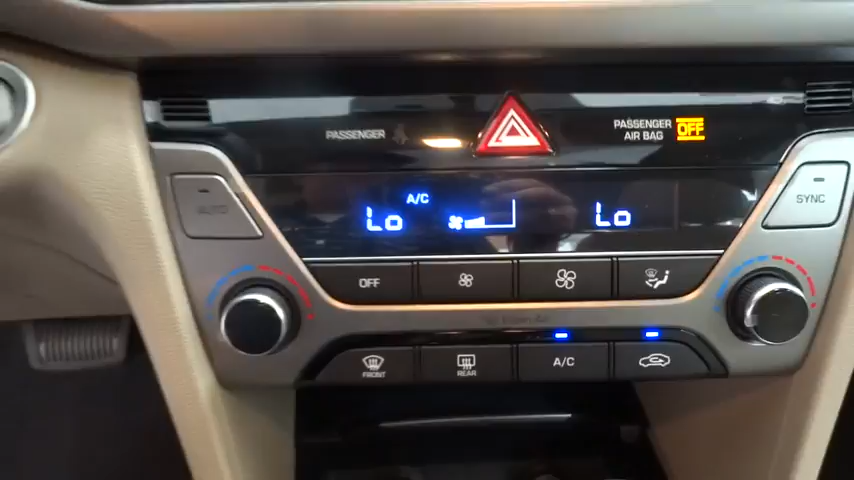 PASSENGER
PASSENGER
AIR BAG
OFF
AUTO
A/C
Lo
Lo
SYNC
OFF
FRONT
REAR
A/C